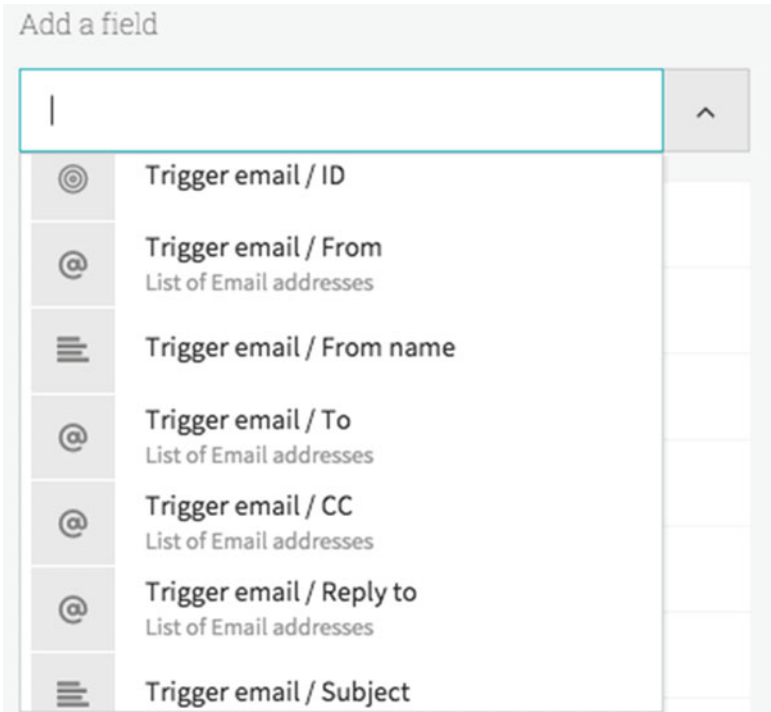 Add a field
Trigger email / ID
@
Trigger email / From
List of Email addresses
Trigger email / From name
@
Trigger email / To
List of Email addresses
@
Trigger email / CC
List of Email addresses
@
Trigger email / Reply to
List of Email addresses
Trigger email / Subject